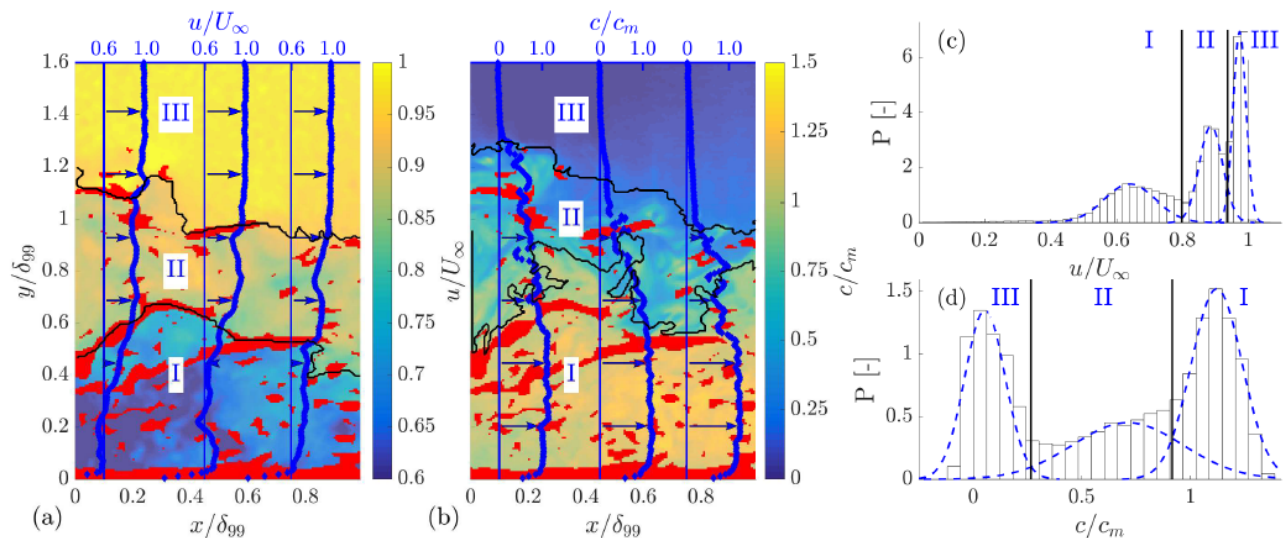 u/U∞
0.6 1.0 0.6 1.0 0.6 1.0
1.6
1.4
1.2
1
0.8
0.6
0.4
0.2
0
y/δ99
III
II
I
0 0.2 0.4 0.6 0.8
x/δ99
(a)
1
0.95
0.9
0.85
0.8
0.75
0.7
0.65
0.6
u/U∞
c/cm
0 1.0 0 1.0 0 1.0
III
II
I
0 0.2 0.4 0.6 0.8
x/δ99
(b)
1.5
1.25
1
0.75
0.5
0.25
0
c/cm
(c)
I II III
P [-]
6
4
2
0
0 0.2 0.4 0.6 0.8 1
u/U∞
(d)
III II I
P [-]
1.5
1
0.5
0
0 0.5 1
c/cm